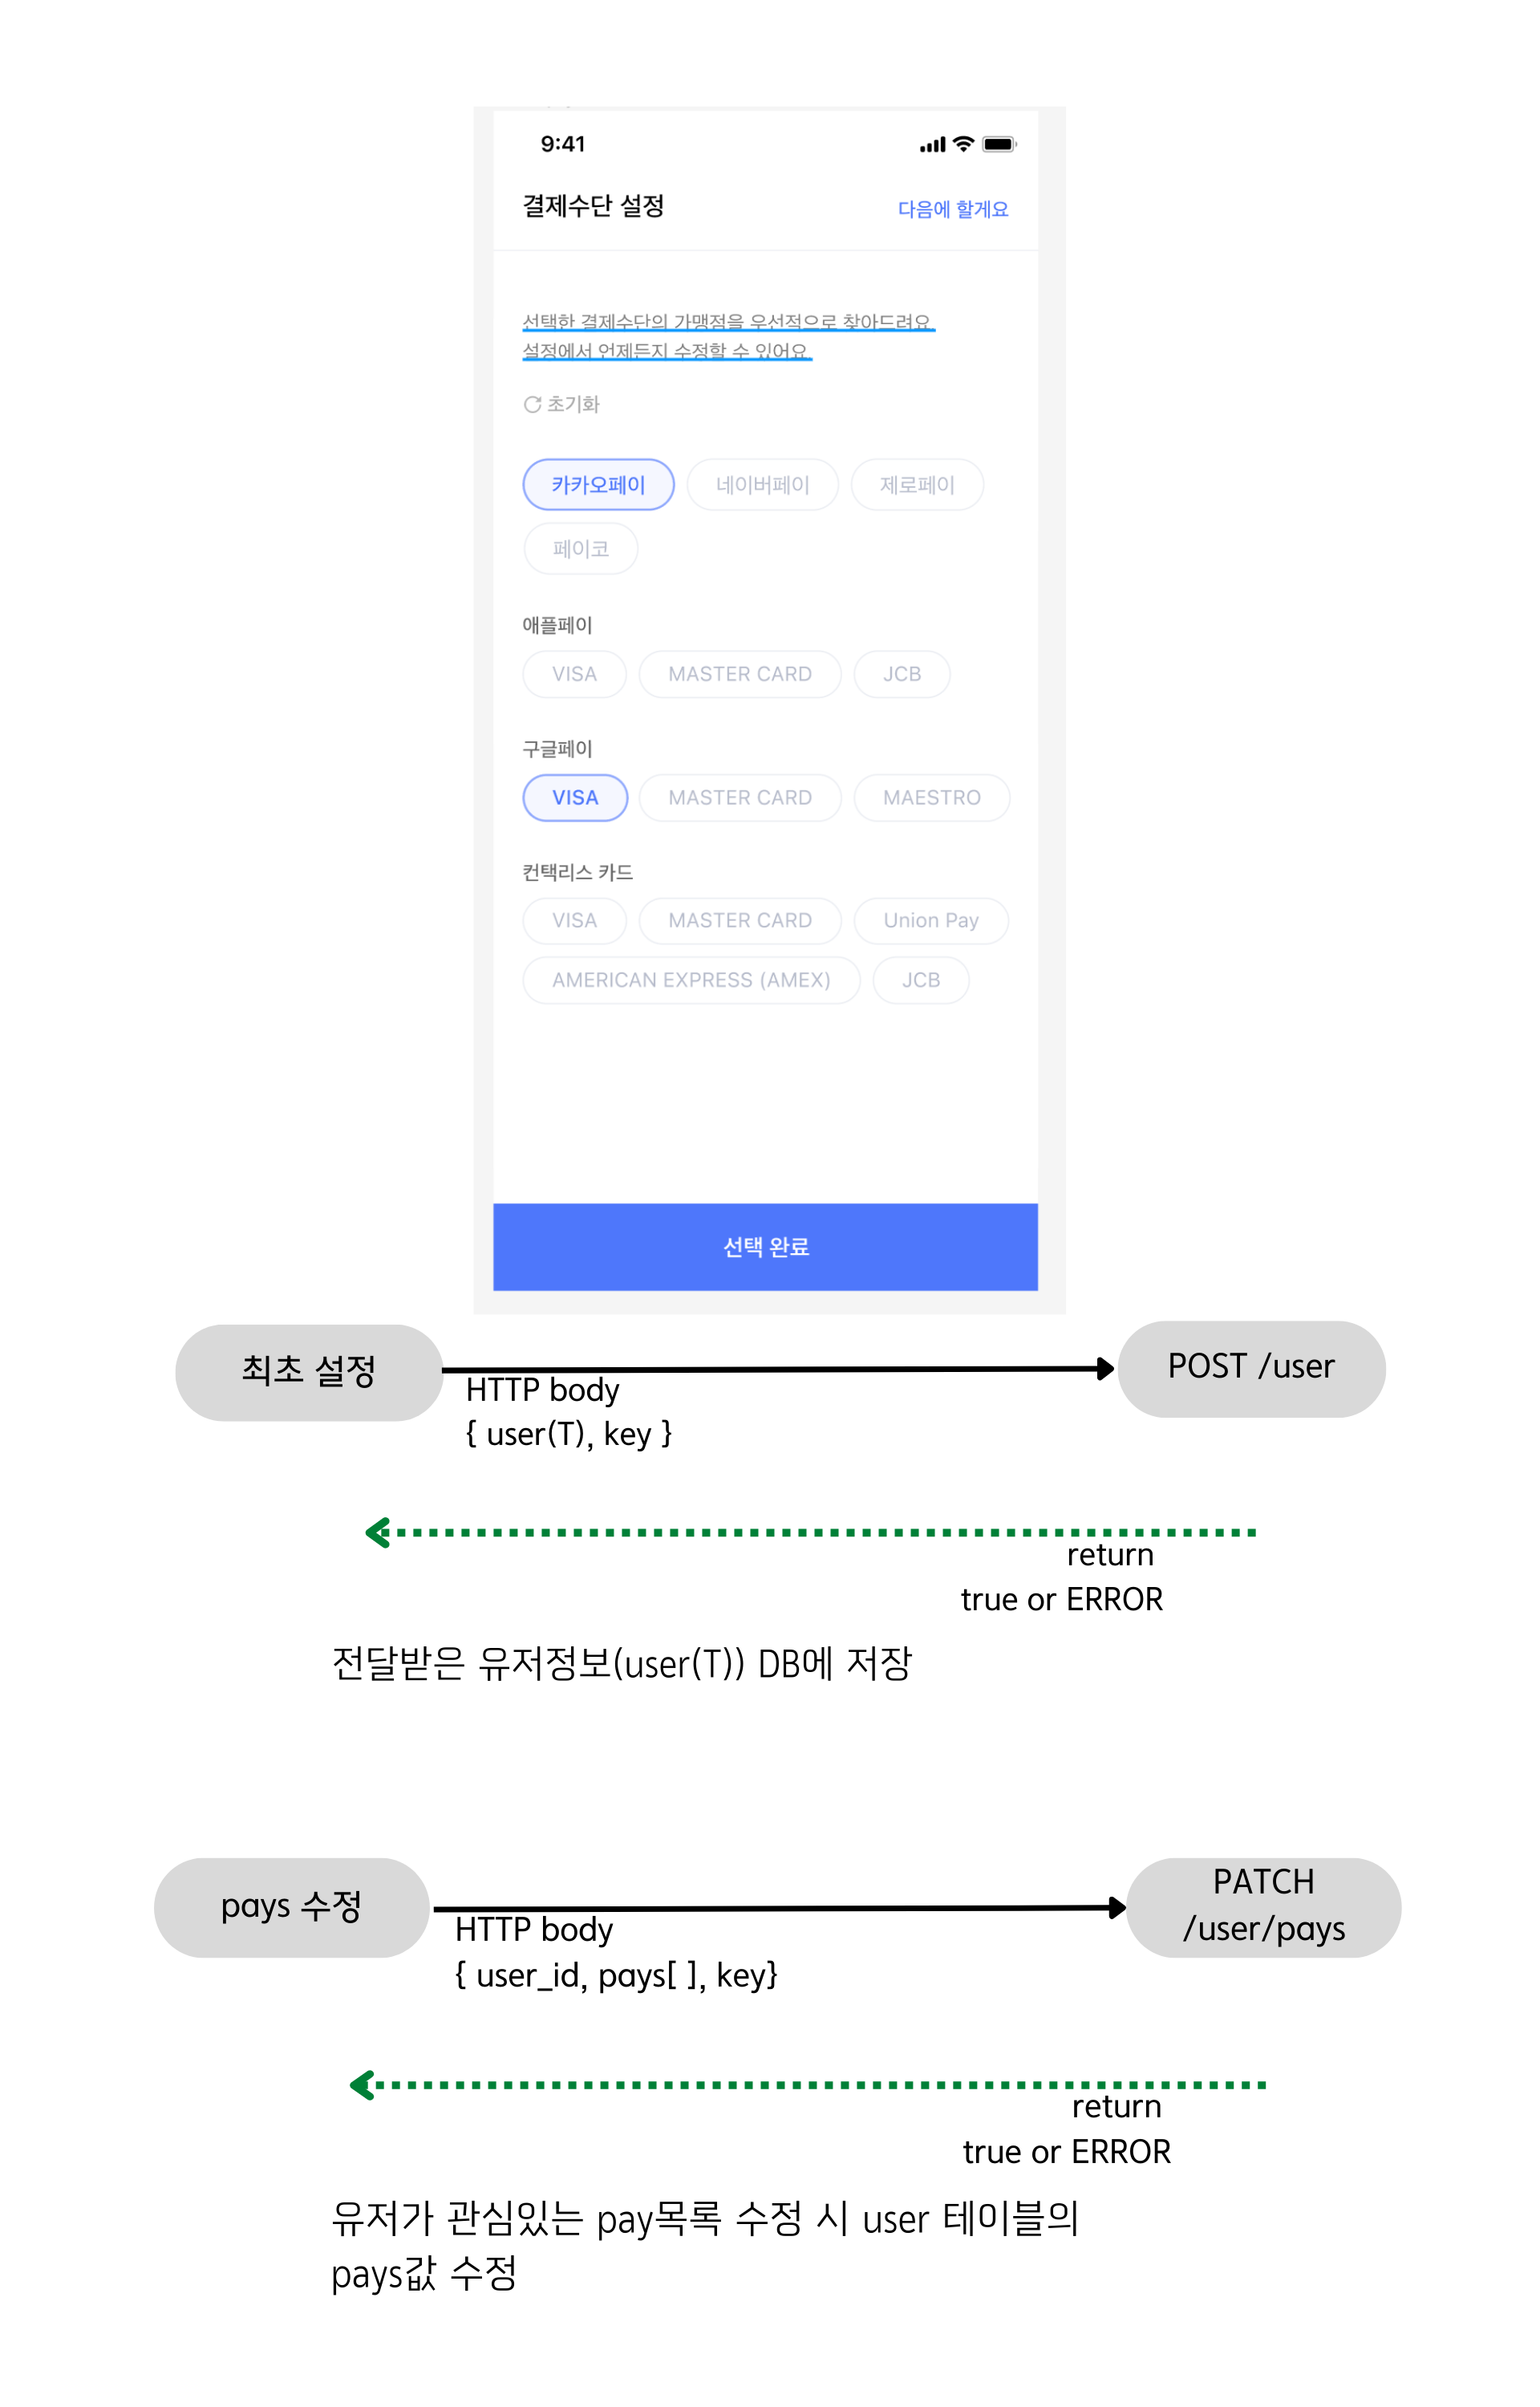 9:41
결제수단 설정
다음에 할게요
선택한 결제수단의 가맹점을 우선적으로 찾아드려요.
설정에서 언제든지 수정할 수 있어요.
초기화
카카오페이 네이버페이 제로페이
페이코
애플페이
VISA MASTER CARD JCB
구글페이
VISA MASTER CARD MAESTRO
컨택리스 카드
VISA MASTER CARD Union Pay
AMERICAN EXPRESS (AMEX) JCB
선택 완료
최초 설정
HTTP body
{ user(T), key }
POST /user
return
true or ERROR
전달받은 유저정보(user(T)) DB에 저장
pays 수정
HTTP body
{ user_id, pays[ ], key}
PATCH
/user/pays
return
true or ERROR
유저가 관심있는 pay목록 수정 시 user 테이블의
pays값 수정